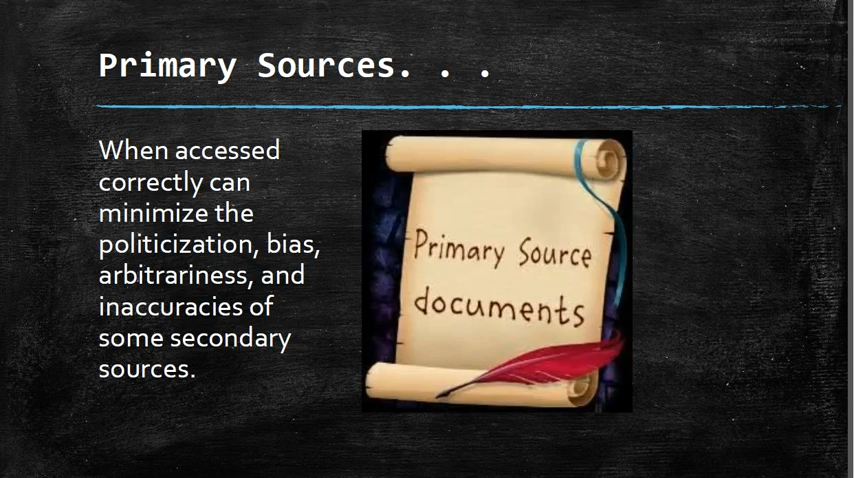 Primary Sources. . .
When accessed
correctly can
minimize the
politicization, bias,
arbitrariness, and
inaccuracies of
some secondary
sources.
Primary Source
documents